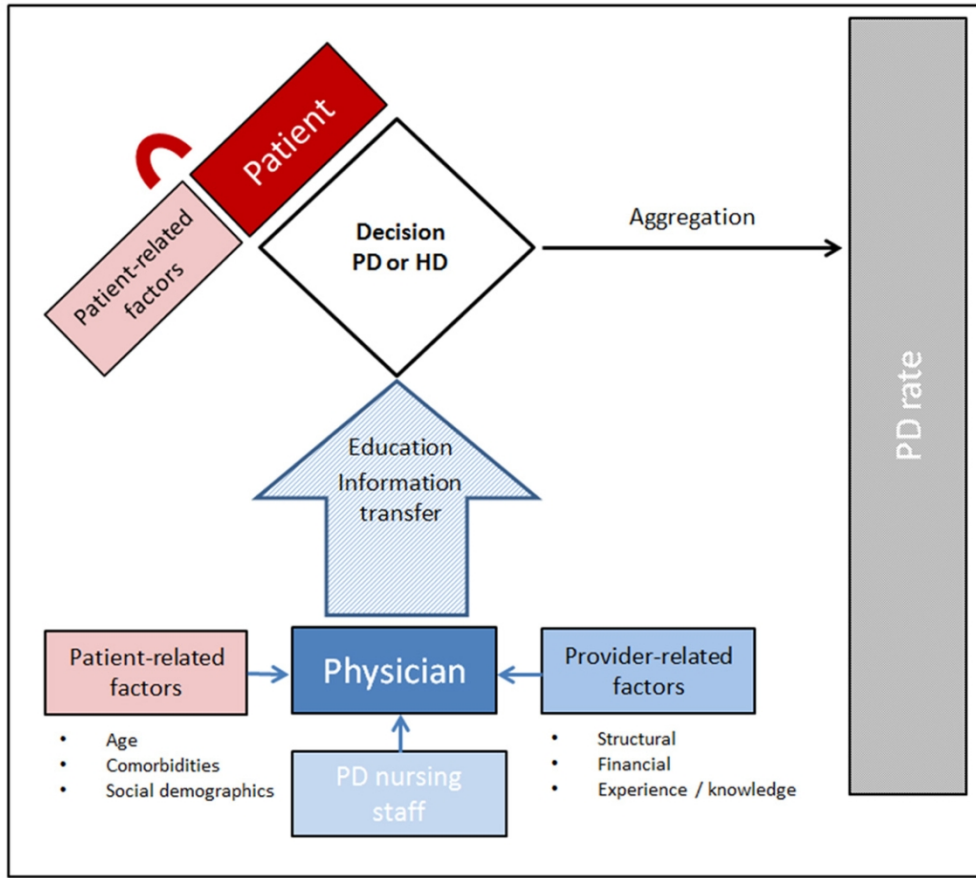 Patient
Patient-related
factors
Decision
PD or HD
Aggregation
PD rate
Education
Information
transfer
Patient-related
factors
Physician
Provider-related
factors
• Age
• Comorbidities
• Social demographics
PD nursing
staff
• Structural
• Financial
• Experience / knowledge